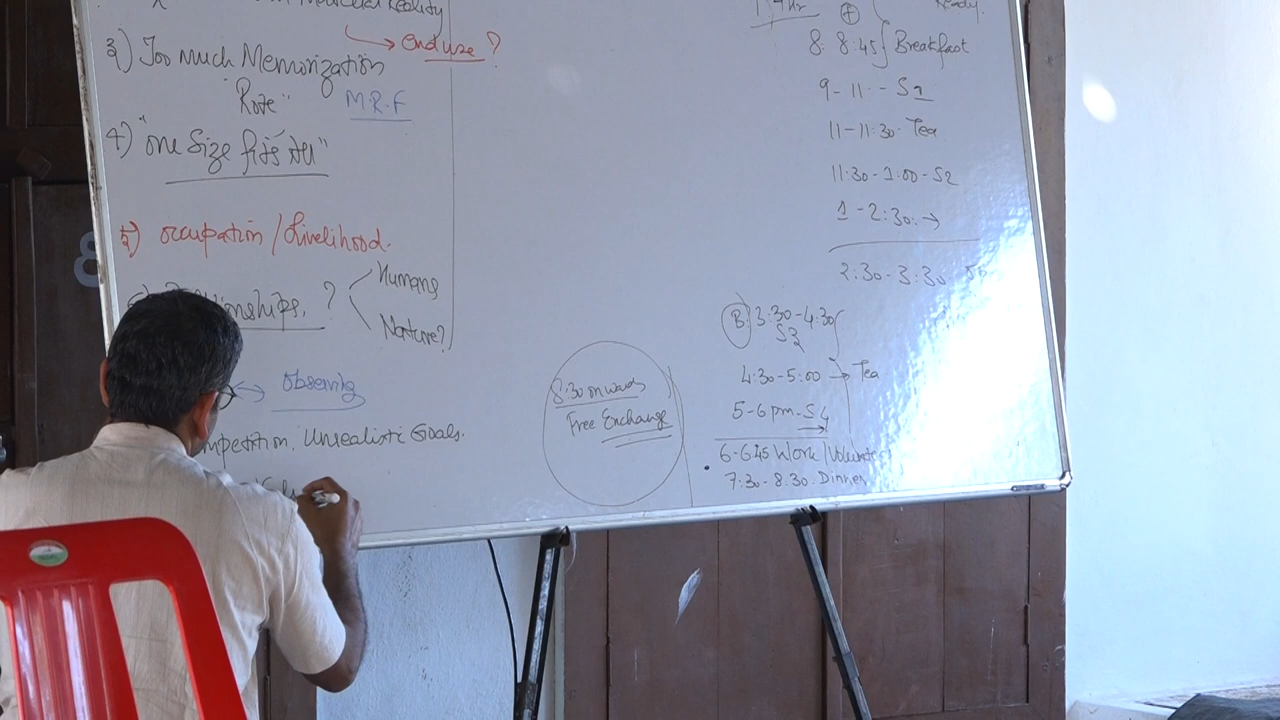 Reality
→ End use ?
3) Too much Memorization
"Rote" M.R.F
4) "One Size fits All"
5) Occupation / Livelihood.
? Humans
Nature?
Observing
Unrealistic Goals.
8:30 onwards
Free Exchange
Ready.
8: 8:45 Breakfast
9-11 - S1
11-11:30 Tea
11:30-1:00-S2
1-2:30: →
2:30-3:30
B 3:30-4:30
S3
4:30-5:00 → Tea
5-6 pm - S4
6-6:45 Work /
7:30-8:30 Dinner
8